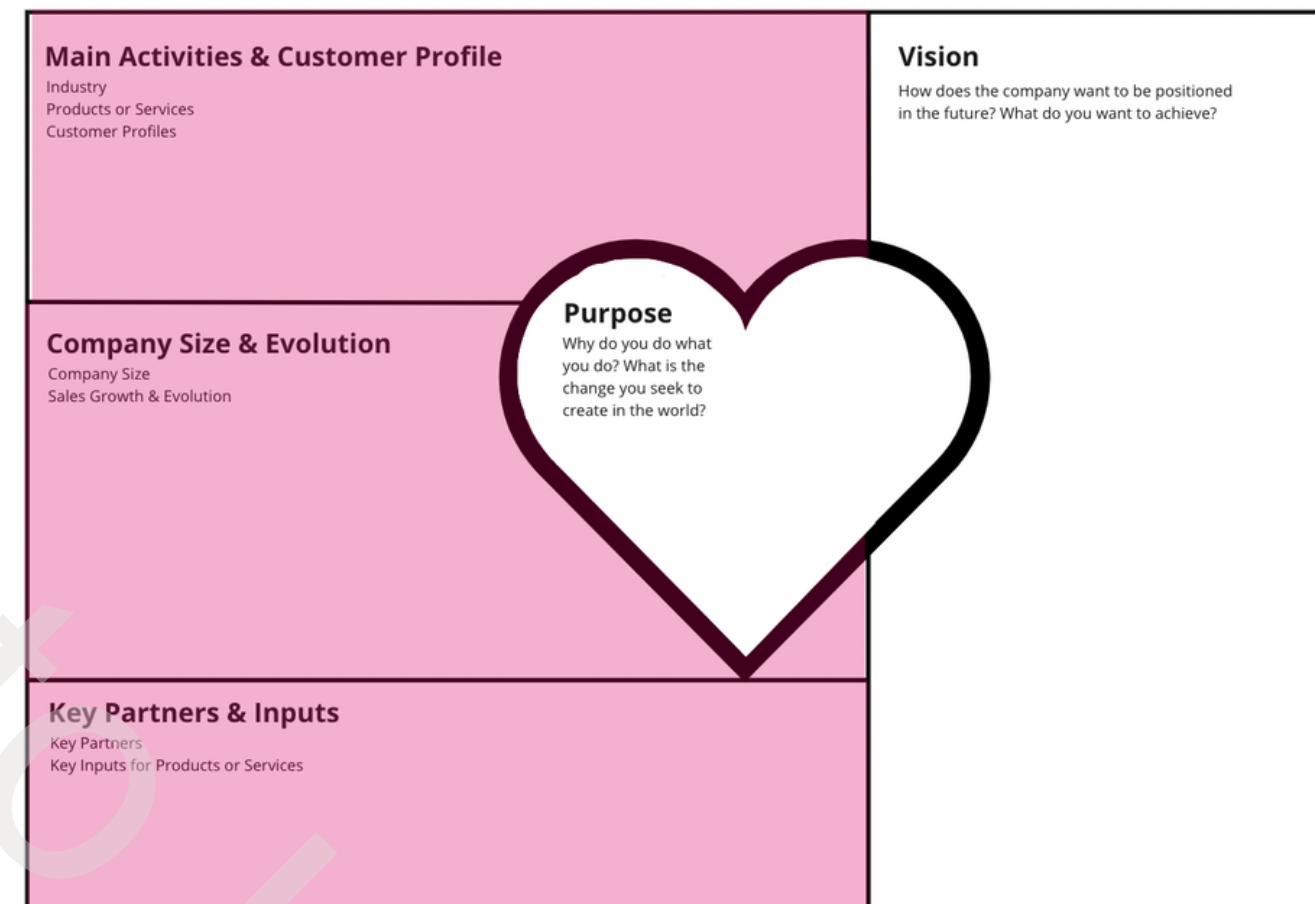 Main Activities & Customer Profile
Industry
Products or Services
Customer Profiles
Vision
How does the company want to be positioned
in the future? What do you want to achieve?
Purpose
Why do you do what
you do? What is the
change you seek to
create in the world?
Company Size & Evolution
Company Size
Sales Growth & Evolution
Key Partners & Inputs
Key Partners
Key Inputs for Products or Services